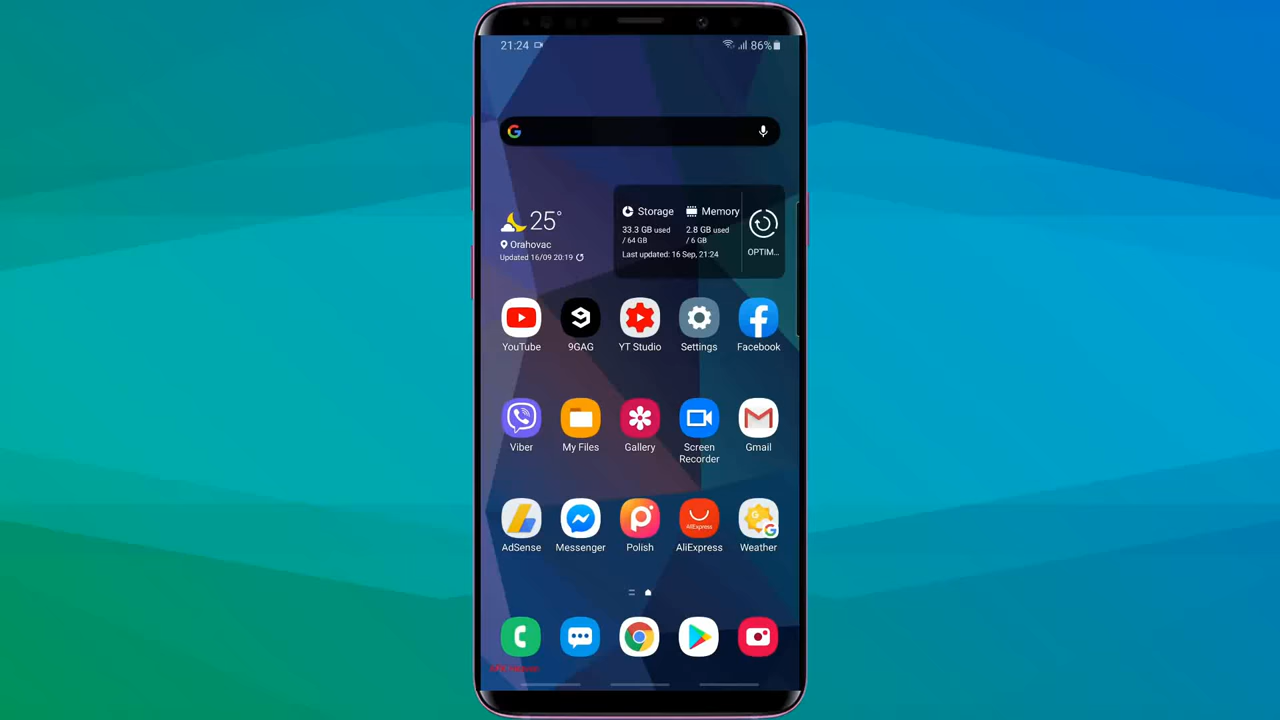 21:24
86%
25°
Orahovac
Updated 16/09 20:19
Storage
33.3 GB used
/ 64 GB
Memory
2.8 GB used
/ 6 GB
Last updated: 16 Sep, 21:24
OPTIM...
YouTube
9GAG
YT Studio
Settings
Facebook
Viber
My Files
Gallery
Screen
Recorder
Gmail
AdSense
Messenger
Polish
AliExpress
AliExpress
Weather